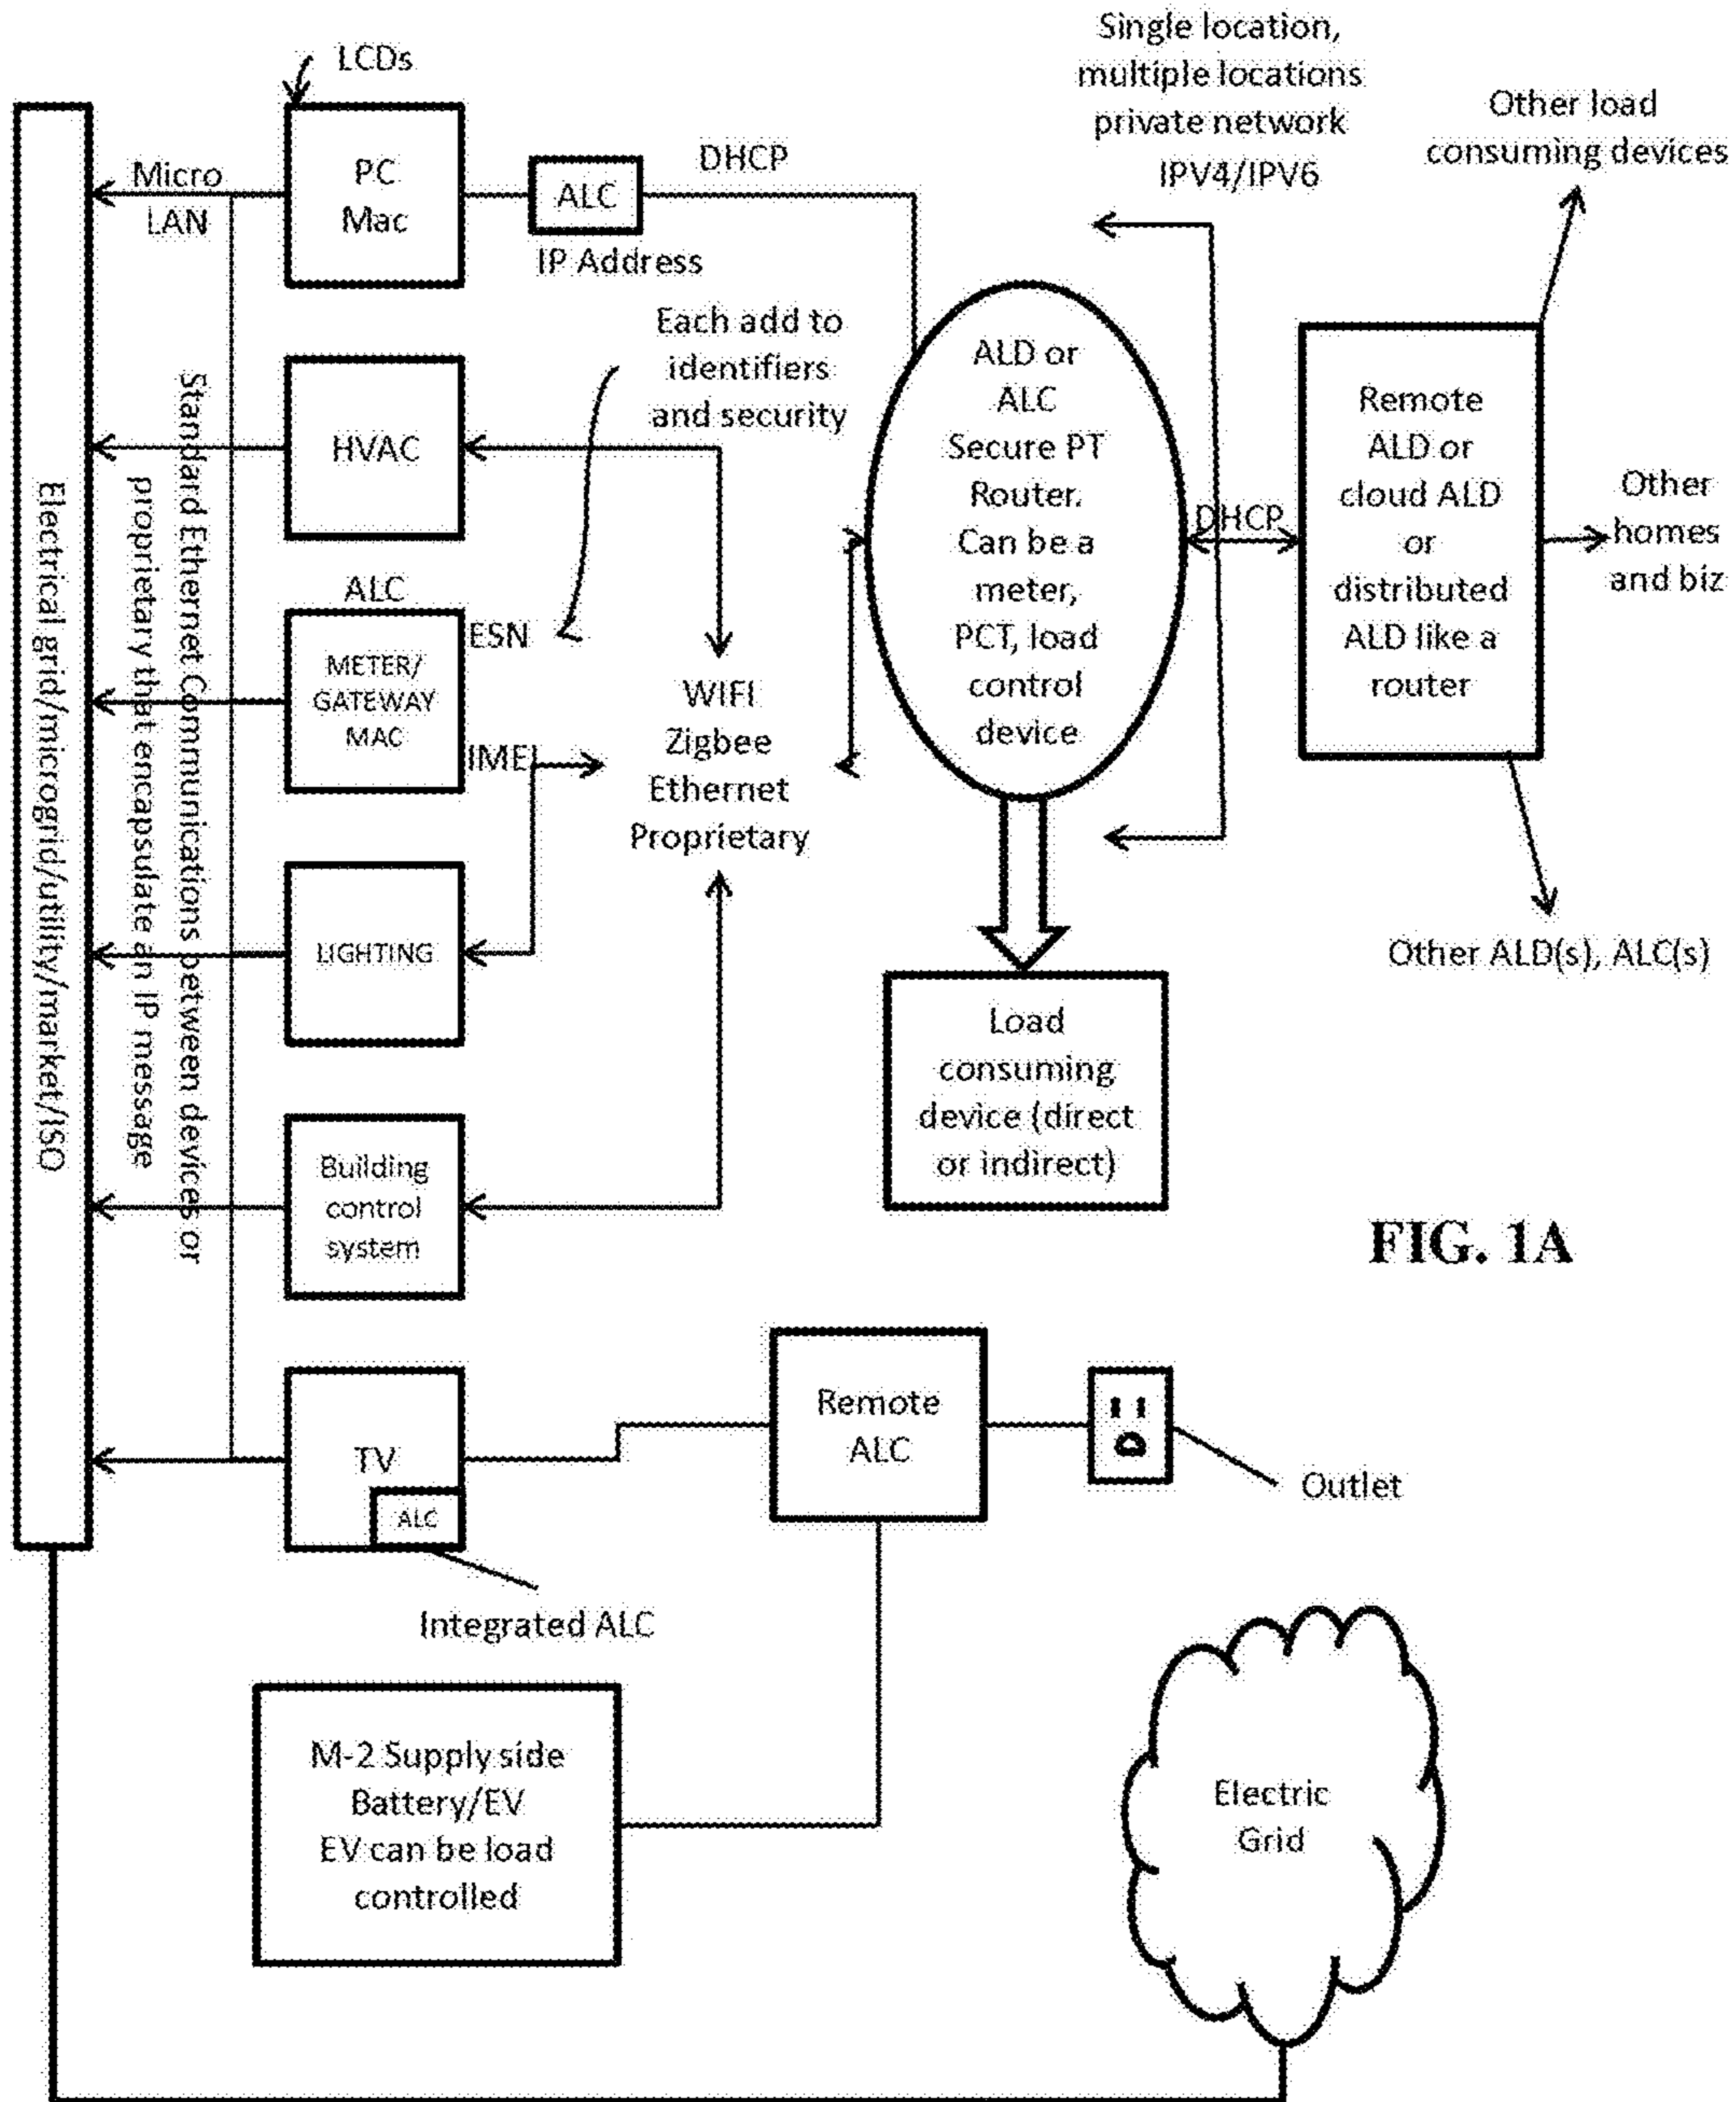 LCDs
Single location,
multiple locations
private network
IPV4/IPV6
Other load
consuming devices
Micro
LAN
PC
Mac
ALC
DHCP
IP Address
Each add to
identifiers
and security
HVAC
ALC
METER/
GATEWAY
MAC
ESN
IMEI
WIFI
Zigbee
Ethernet
Proprietary
ALD or
ALC
Secure PT
Router.
Can be a
meter,
PCT, load
control
device
DHCP
Remote
ALD or
cloud ALD
or
distributed
ALD like a
router
Other
homes
and biz
Other ALD(s), ALC(s)
LIGHTING
Load
consuming
device (direct
or indirect)
Building
control
system
Electrical grid/microgrid/utility/market/ISO
Standard Ethernet Communications between devices or
proprietary that encapsulate an IP message
FIG. 1A
TV
ALC
Integrated ALC
Remote
ALC
Outlet
M-2 Supply side
Battery/EV
EV can be load
controlled
Electric
Grid